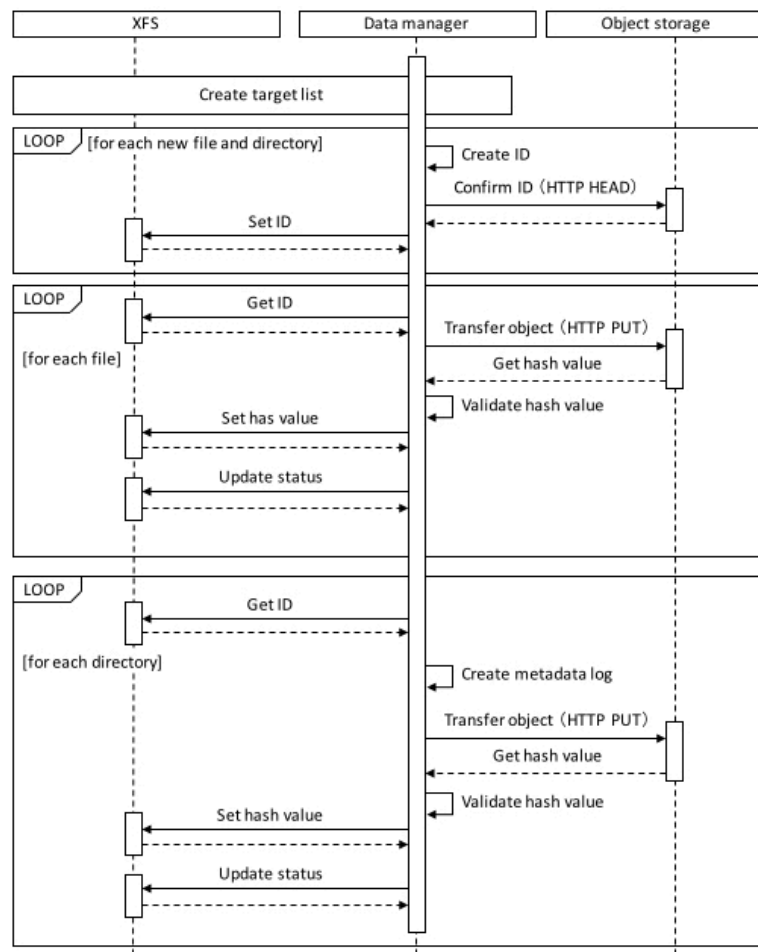 XFS
Data manager
Object storage
Create target list
LOOP
[for each new file and directory]
Create ID
Confirm ID (HTTP HEAD)
Set ID
LOOP
Get ID
Transfer object (HTTP PUT)
[for each file]
Get hash value
Validate hash value
Set has value
Update status
LOOP
Get ID
[for each directory]
Create metadata log
Transfer object (HTTP PUT)
Get hash value
Validate hash value
Set hash value
Update status